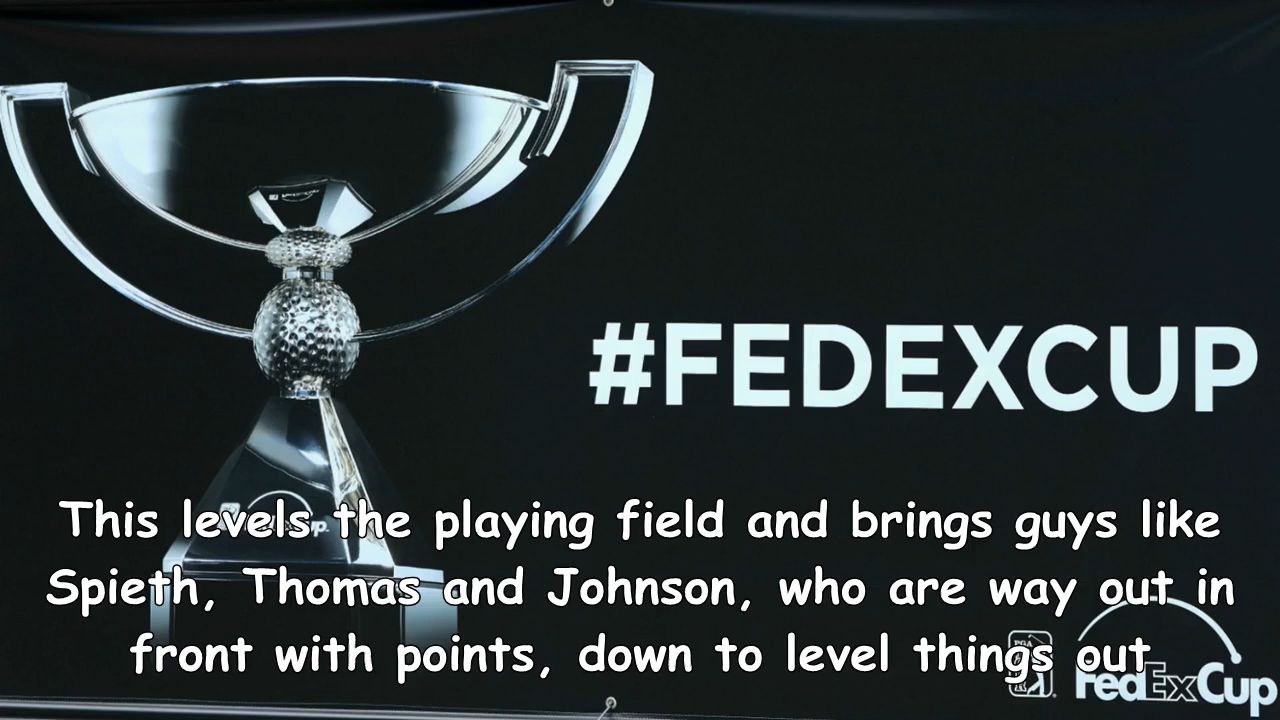 #FEDEXCUP
This levels the playing field and brings guys like
Spieth, Thomas and Johnson, who are way out in
front with points, down to level things out
PGA
FedExCup